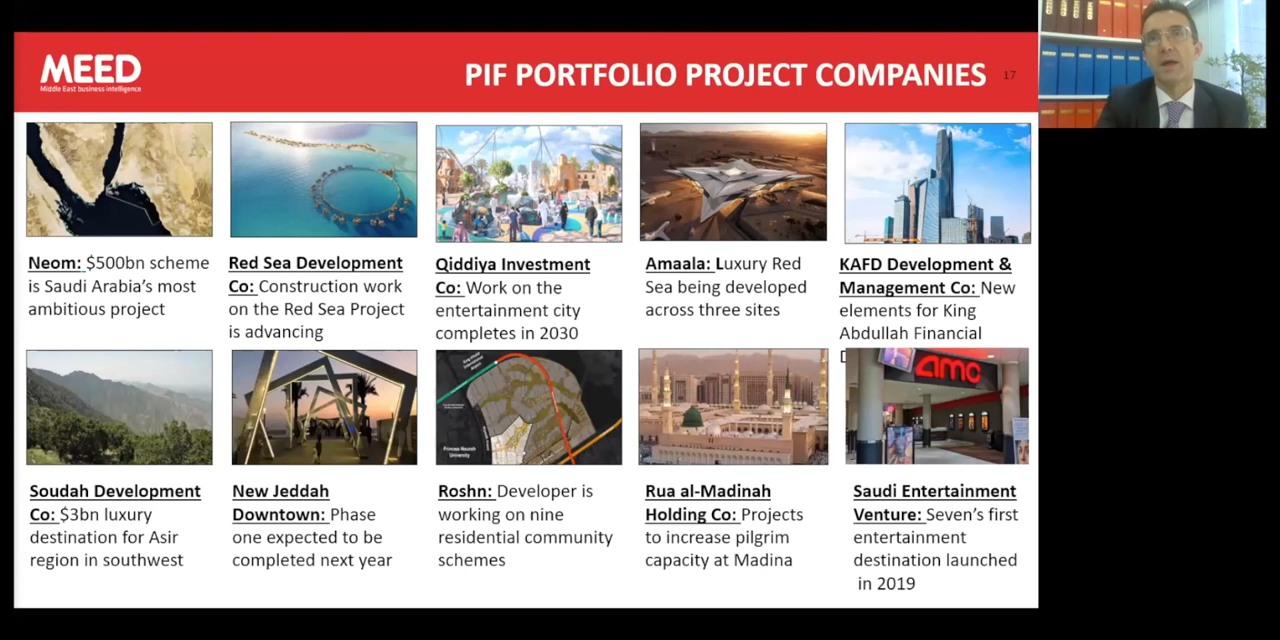 MEED
Middle East business intelligence
PIF PORTFOLIO PROJECT COMPANIES
17
Neom: $500bn scheme
is Saudi Arabia's most
ambitious project
Red Sea Development
Co: Construction work
on the Red Sea Project
is advancing
Qiddiya Investment
Co: Work on the
entertainment city
completes in 2030
Amaala: Luxury Red
Sea being developed
across three sites
KAFD Development &
Management Co: New
elements for King
Abdullah Financial
Princess Nourah
University
amc
Soudah Development
Co: $3bn luxury
destination for Asir
region in southwest
New Jeddah
Downtown: Phase
one expected to be
completed next year
Roshn: Developer is
working on nine
residential community
schemes
Rua al-Madinah
Holding Co: Projects
to increase pilgrim
capacity at Madina
Saudi Entertainment
Venture: Seven's first
entertainment
destination launched
in 2019